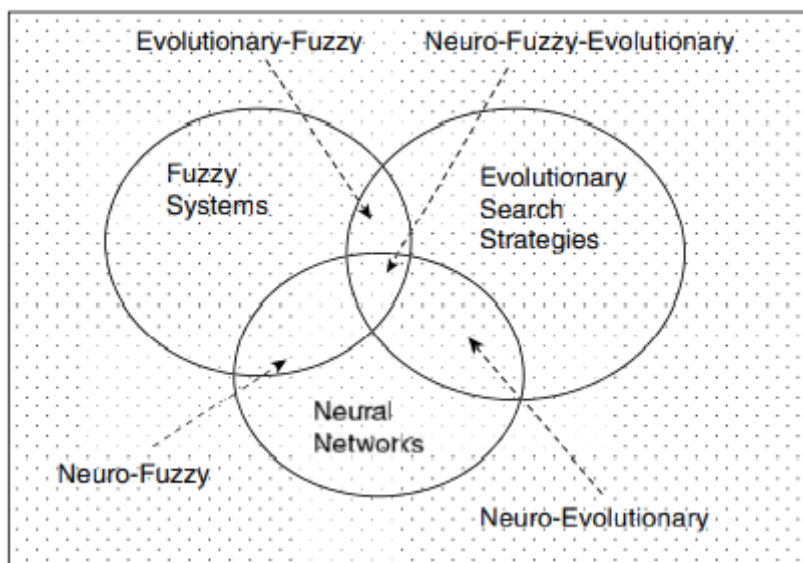 Evolutionary-Fuzzy
Neuro-Fuzzy-Evolutionary
Fuzzy
Systems
Evolutionary
Search
Strategies
Neural
Networks
Neuro-Fuzzy
Neuro-Evolutionary